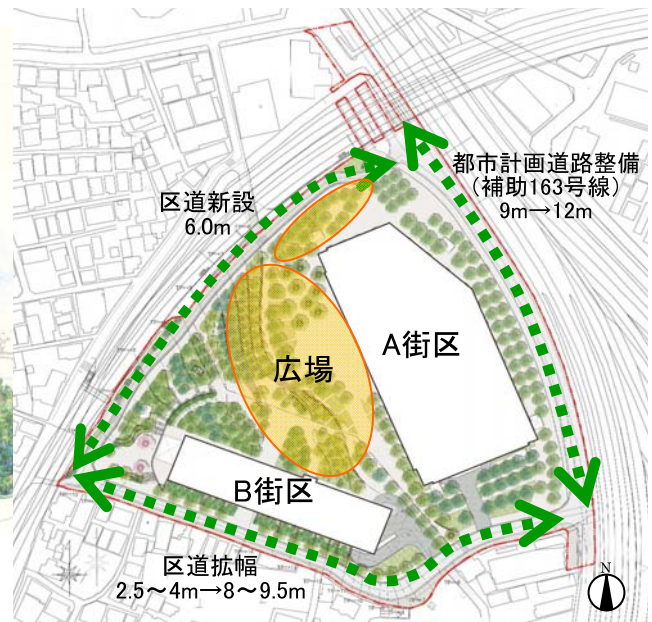 都市計画道路整備
(補助163号線)
9m→12m
区道新設
6.0m
A街区
広場
B街区
区道拡幅
2.5～4m→8～9.5m
N